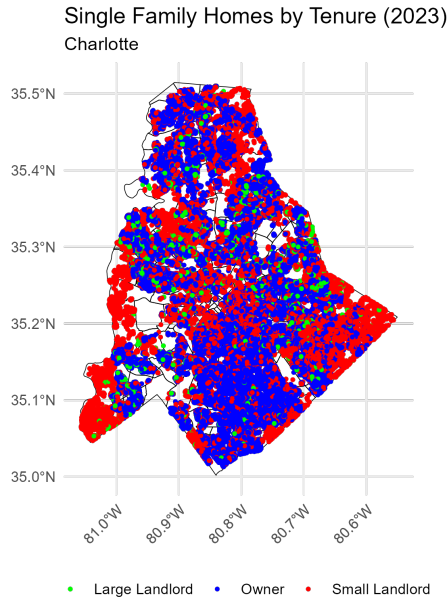 Single Family Homes by Tenure (2023)
Charlotte
35.5°N
35.4°N
35.3°N
35.2°N
35.1°N
35.0°N
81.0°W
80.9°W
80.8°W
80.7°W
80.6°W
Large Landlord
Owner
Small Landlord